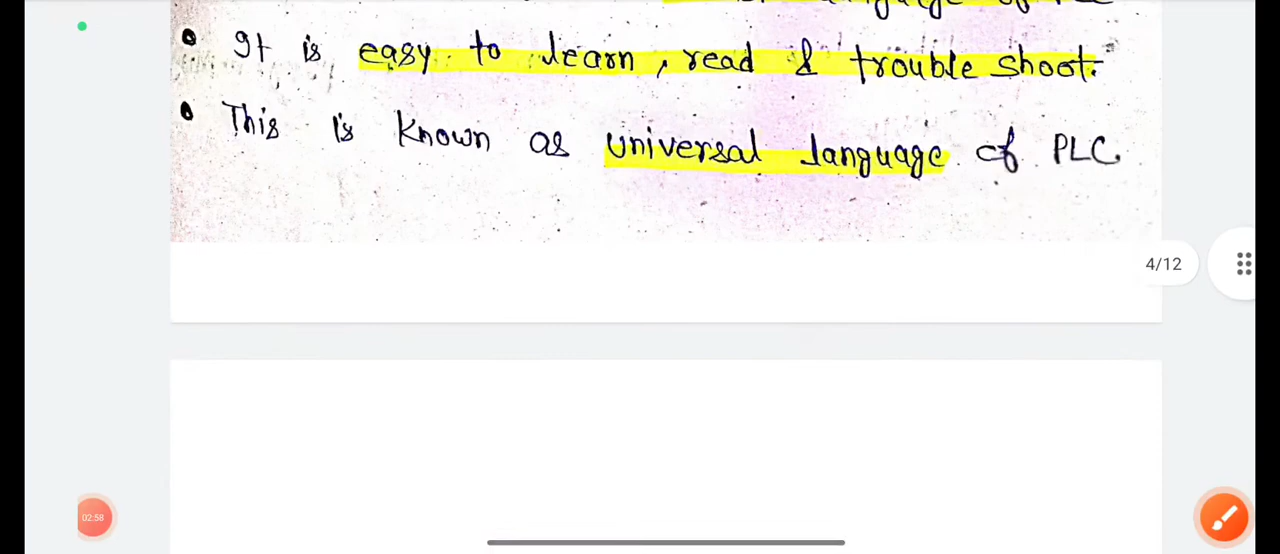 • It is easy to learn, read & trouble shoot.
• This is known as universal language of PLC.
4/12
02:58